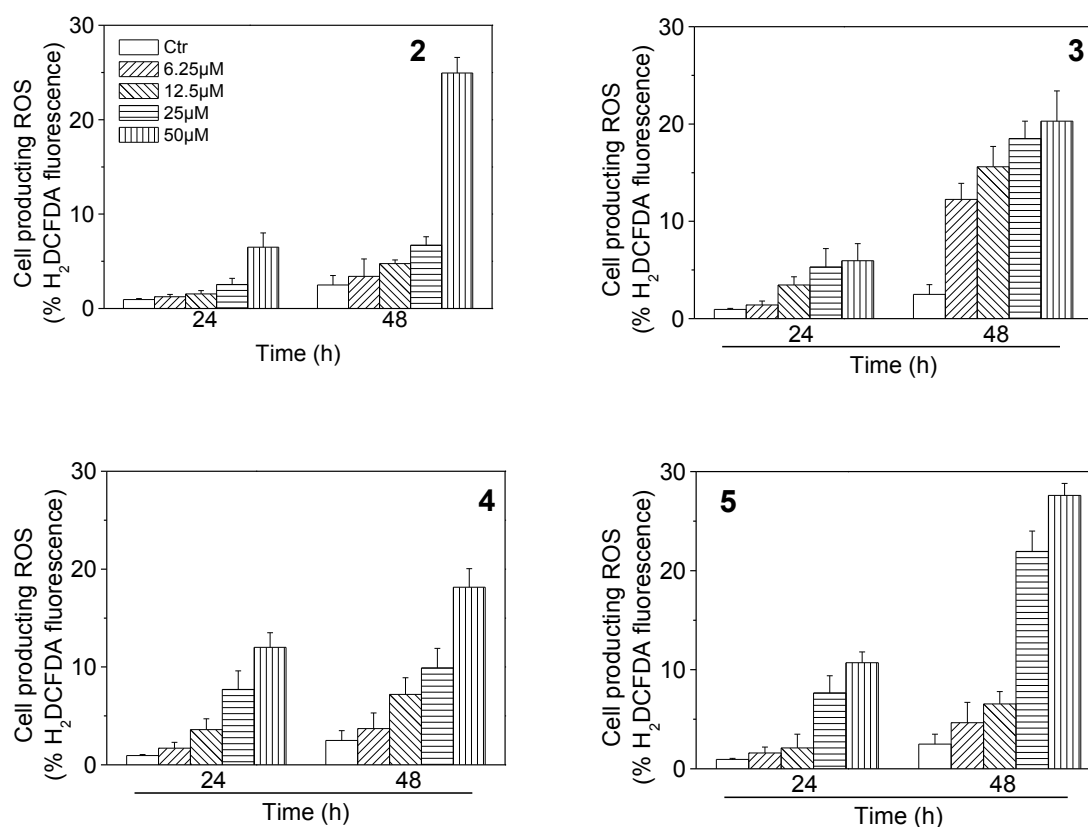 30
20
10
0
Cell producting ROS
(% H₂DCFDA fluorescence)
Ctr
6.25µM
12.5µM
25µM
50µM
2
24
48
Time (h)
30
20
10
0
Cell producting ROS
(% H₂DCFDA fluorescence)
3
24
48
Time (h)
30
20
10
0
Cell producting ROS
(% H₂DCFDA fluorescence)
4
24
48
Time (h)
30
20
10
0
Cell producting ROS
(% H₂DCFDA fluorescence)
5
24
48
Time (h)